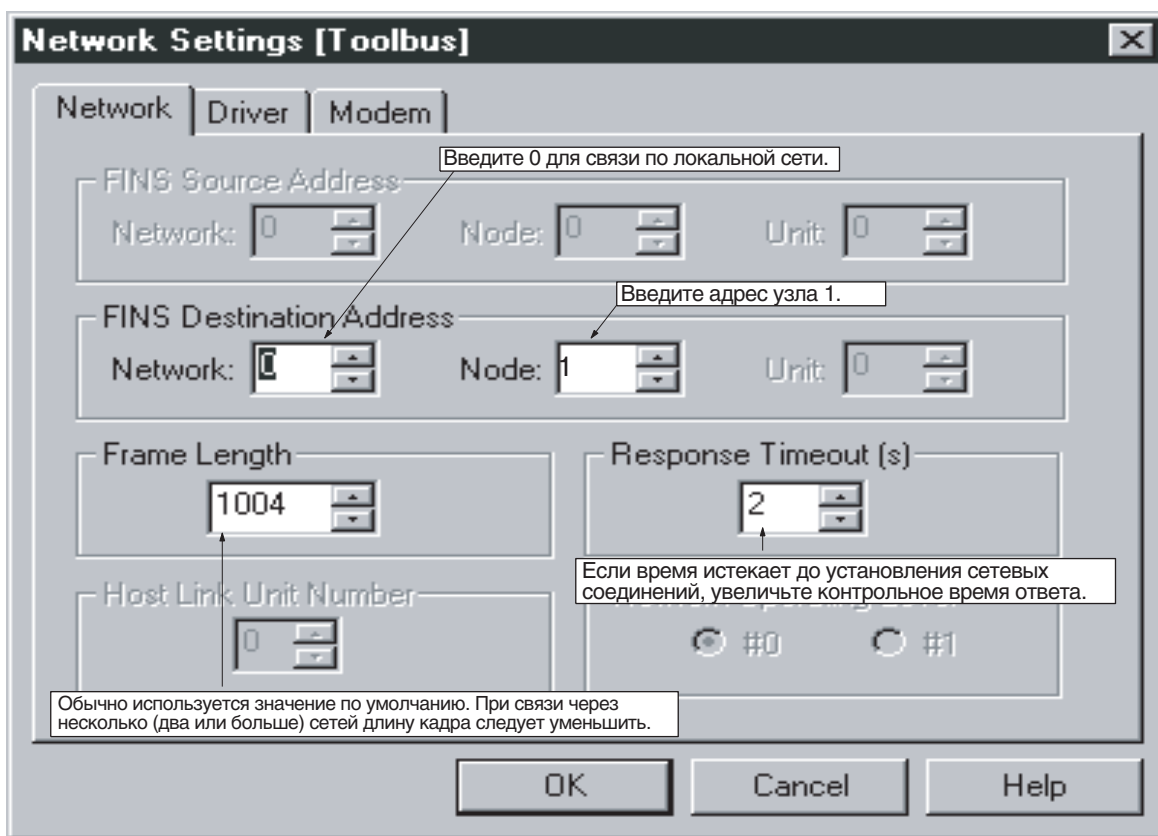 Network Settings [Toolbus]
Network Driver Modem
Введите 0 для связи по локальной сети.
FINS Source Address
Network: 0 Node: 0 Unit: 0
Введите адрес узла 1.
FINS Destination Address
Network: 0 Node: 1 Unit: 0
Frame Length
1004
Response Timeout (s)
2
Если время истекает до установления сетевых
соединений, увеличьте контрольное время ответа.
Host Link Unit Number
0
#0 #1
Обычно используется значение по умолчанию. При связи через
несколько (два или больше) сетей длину кадра следует уменьшить.
OK Cancel Help